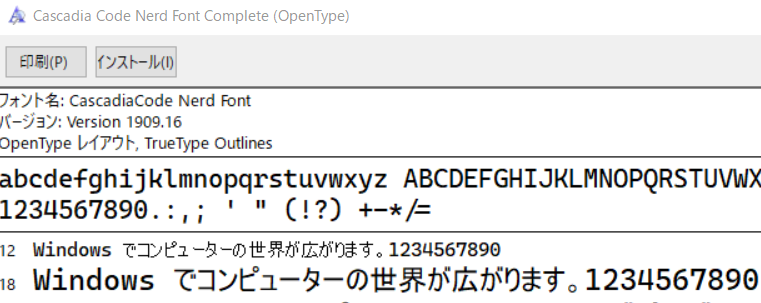 Cascadia Code Nerd Font Complete (OpenType)
印刷(P) インストール(I)
フォント名: CascadiaCode Nerd Font
バージョン: Version 1909.16
OpenType レイアウト, TrueType Outlines
abcdefghijklmnopqrstuvwxyz ABCDEFGHIJKLMNOPQRSTUVWX
1234567890.:,; ' " (!?) +-*/=
12 Windows でコンピューターの世界が広がります。1234567890
18 Windows でコンピューターの世界が広がります。1234567890